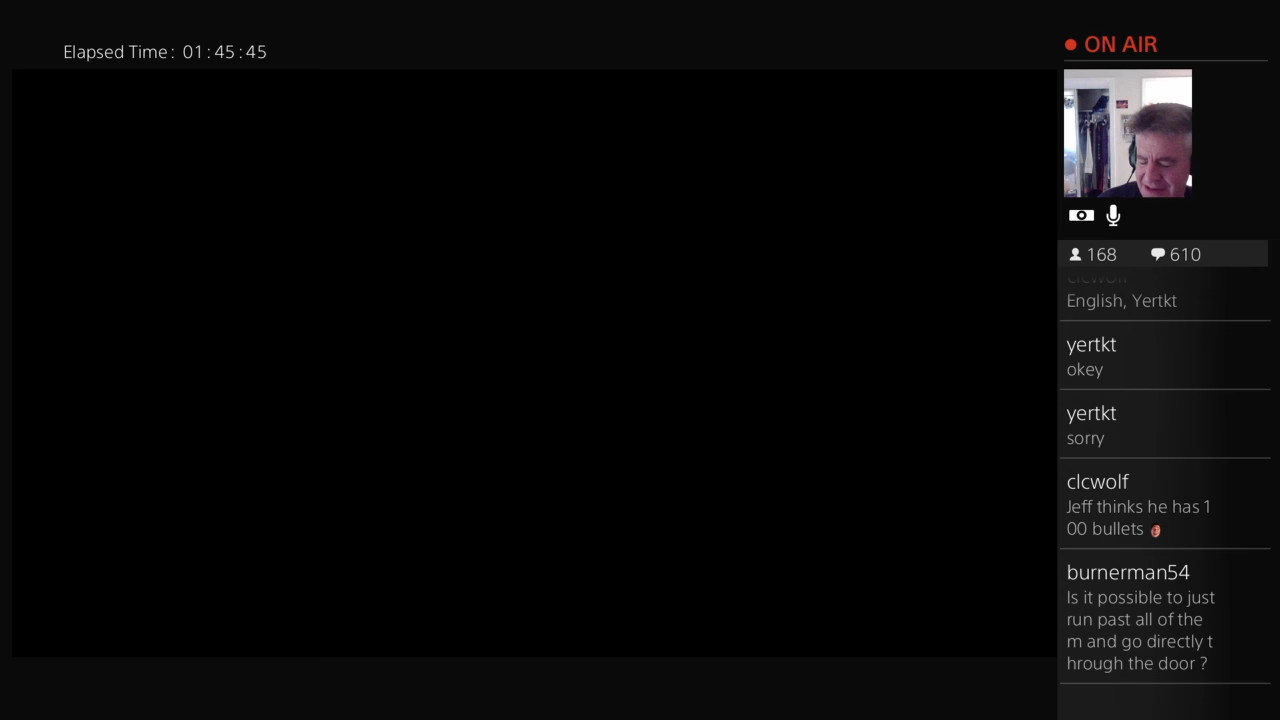 Elapsed Time: 01:45:45
ON AIR
168 610
clcwolf
English, Yertkt
yertkt
okey
yertkt
sorry
clcwolf
Jeff thinks he has 1
00 bullets
burnerman54
Is it possible to just
run past all of the
m and go directly t
hrough the door ?